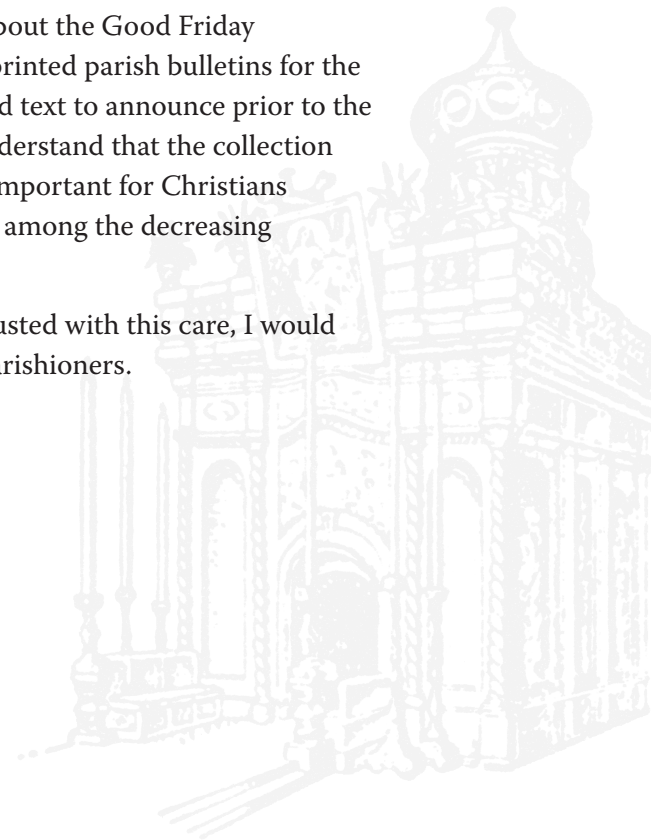 bout the Good Friday
printed parish bulletins for the
d text to announce prior to the
derstand that the collection
mportant for Christians
among the decreasing
usted with this care, I would
rishioners.